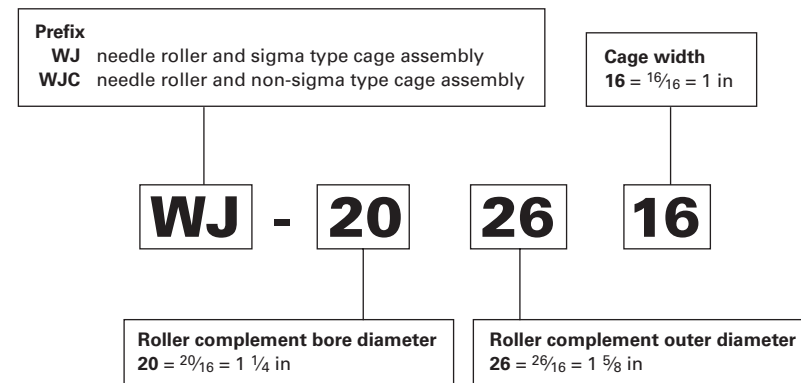 Prefix
WJ needle roller and sigma type cage assembly
WJC needle roller and non-sigma type cage assembly
Cage width
16 = 16/16 = 1 in
WJ - 20 26 16
Roller complement bore diameter
20 = 20/16 = 1 1/4 in
Roller complement outer diameter
26 = 26/16 = 1 5/8 in